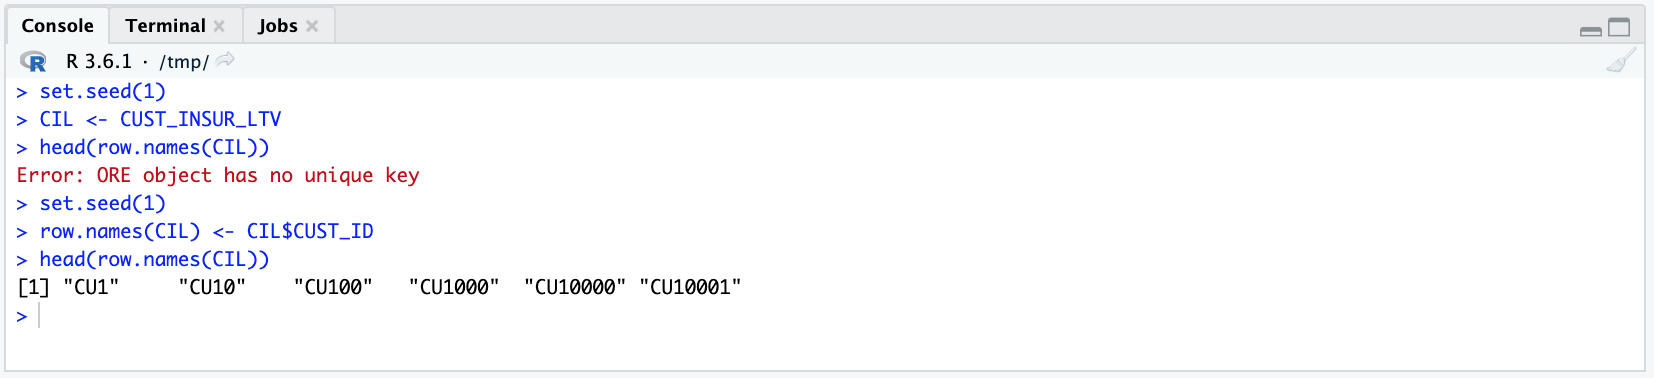 Console Terminal Jobs
R R 3.6.1 · /tmp/
> set.seed(1)
> CIL <- CUST_INSUR_LTV
> head(row.names(CIL))
Error: ORE object has no unique key
> set.seed(1)
> row.names(CIL) <- CIL$CUST_ID
> head(row.names(CIL))
[1] "CU1"     "CU10"    "CU100"   "CU1000"  "CU10000" "CU10001"
>